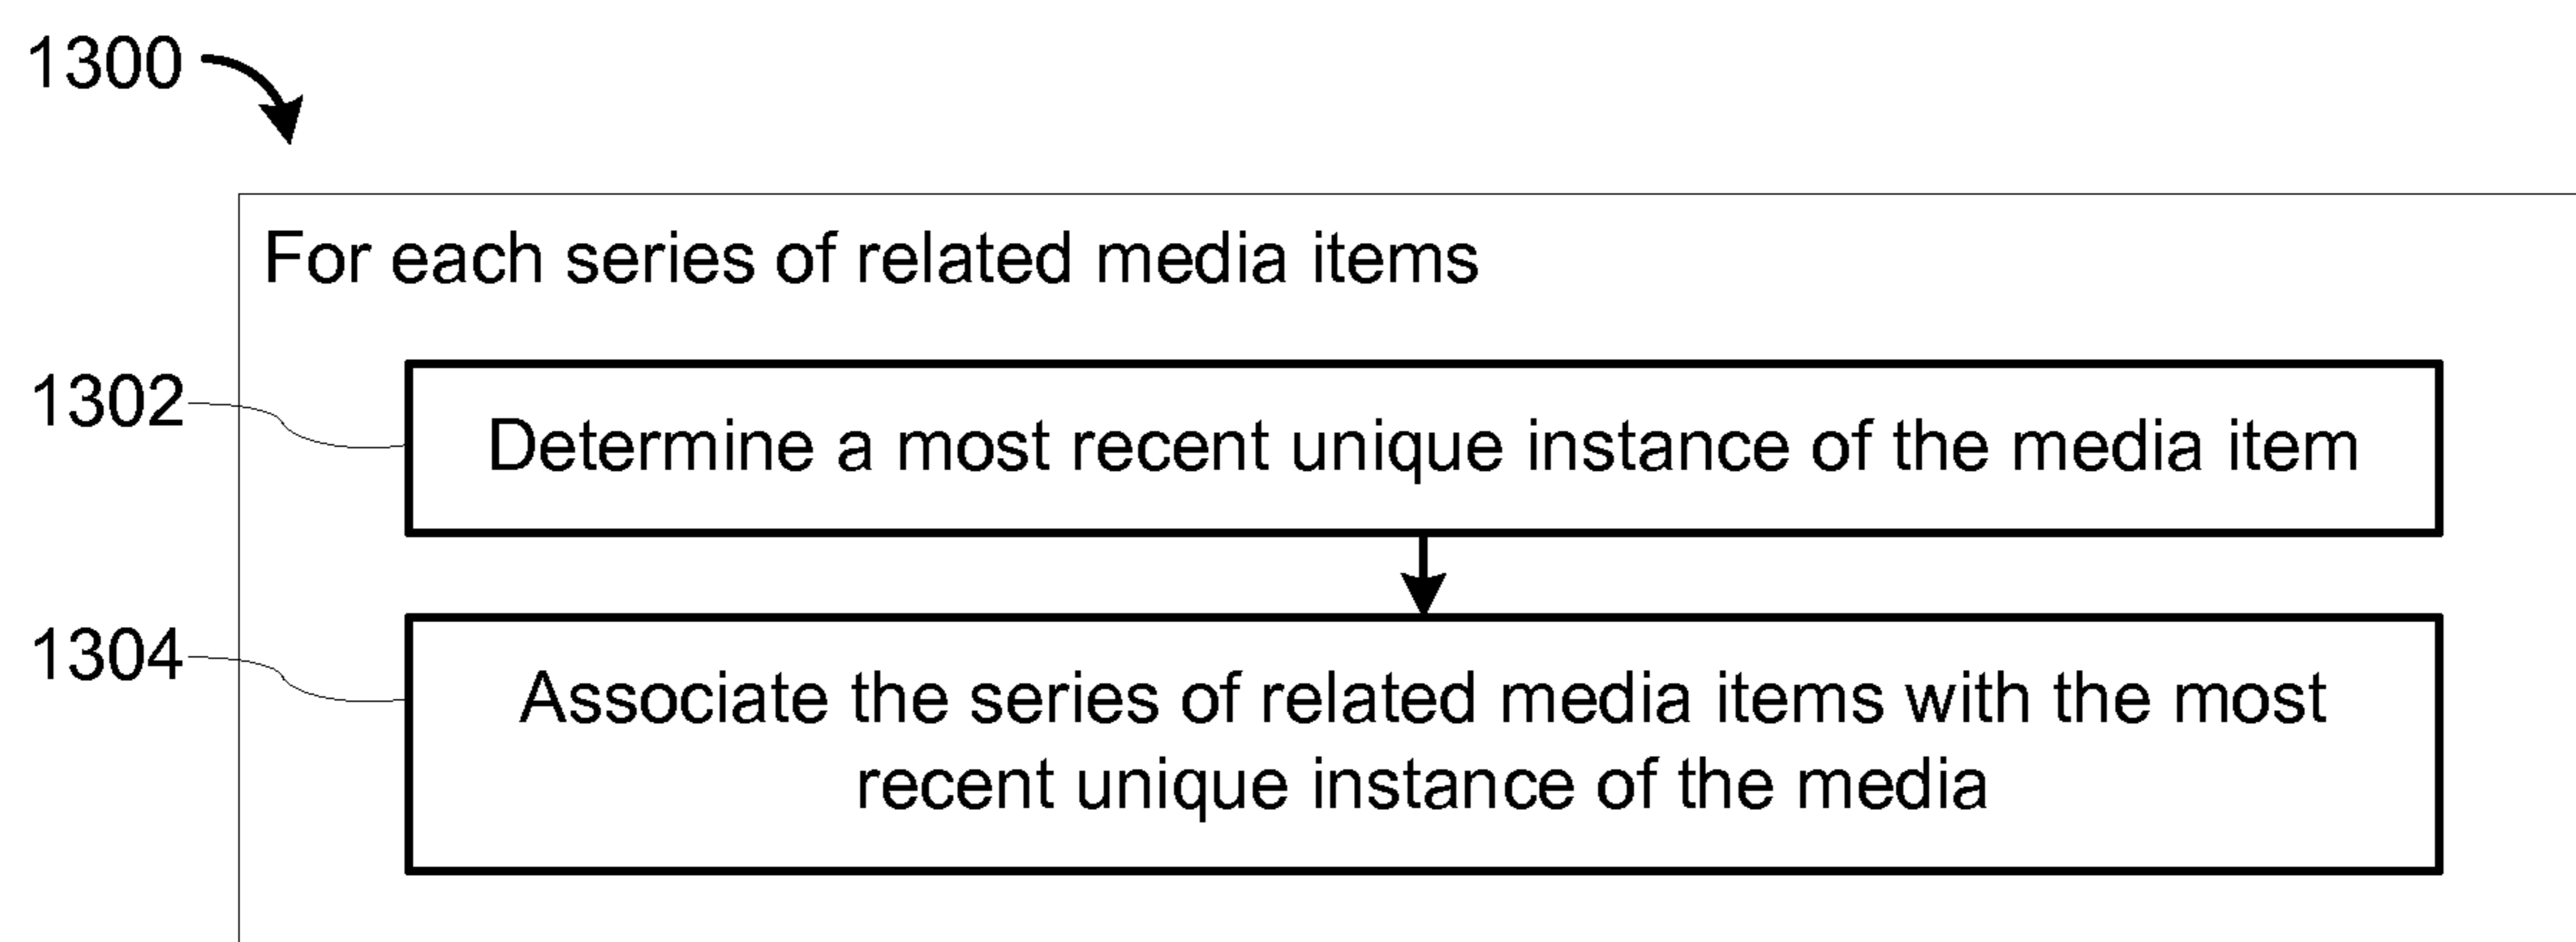 1300
For each series of related media items
1302
Determine a most recent unique instance of the media item
1304
Associate the series of related media items with the most
recent unique instance of the media